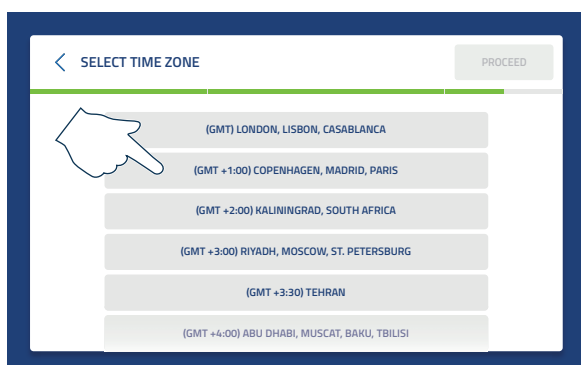 SELECT TIME ZONE
PROCEED
(GMT) LONDON, LISBON, CASABLANCA
(GMT +1:00) COPENHAGEN, MADRID, PARIS
(GMT +2:00) KALININGRAD, SOUTH AFRICA
(GMT +3:00) RIYADH, MOSCOW, ST. PETERSBURG
(GMT +3:30) TEHRAN
(GMT +4:00) ABU DHABI, MUSCAT, BAKU, TBILISI